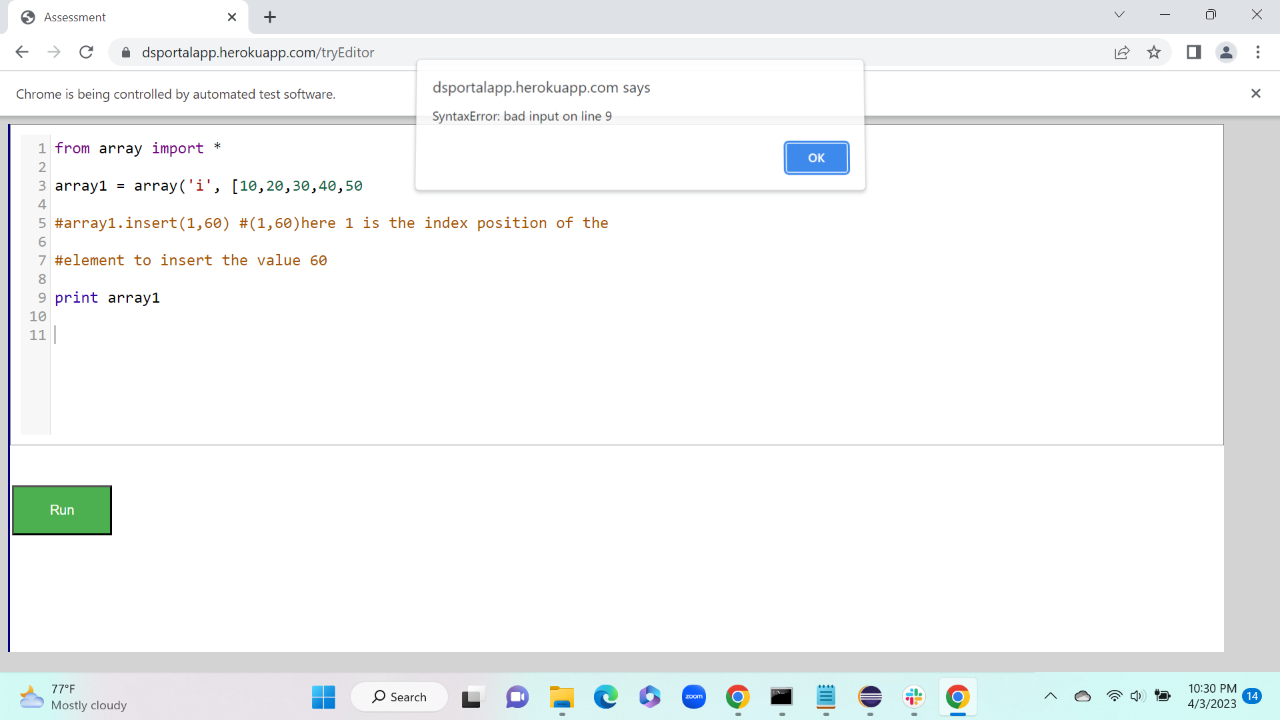 Assessment
dsportalapp.herokuapp.com/tryEditor
Chrome is being controlled by automated test software.
dsportalapp.herokuapp.com says
SyntaxError: bad input on line 9
OK
1 from array import *
2
3 array1 = array('i', [10,20,30,40,50
4
5 #array1.insert(1,60) #(1,60)here 1 is the index position of the
6
7 #element to insert the value 60
8
9 print array1
10
11
Run
77°F
Mostly cloudy
Search
zoom
10:30 PM
4/3/2023
14